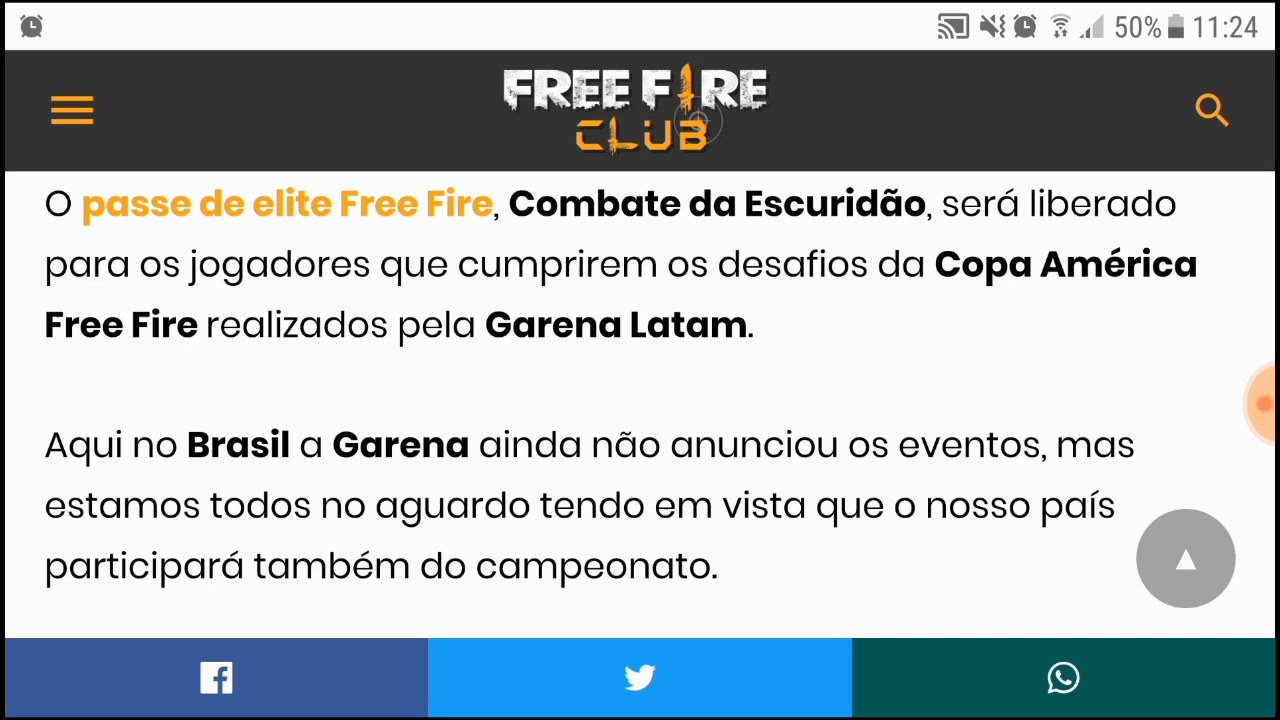 50% 11:24
FREE FIRE
CLUB
O passe de elite Free Fire, Combate da Escuridão, será liberado
para os jogadores que cumprirem os desafios da Copa América
Free Fire realizados pela Garena Latam.
Aqui no Brasil a Garena ainda não anunciou os eventos, mas
estamos todos no aguardo tendo em vista que o nosso país
participará também do campeonato.